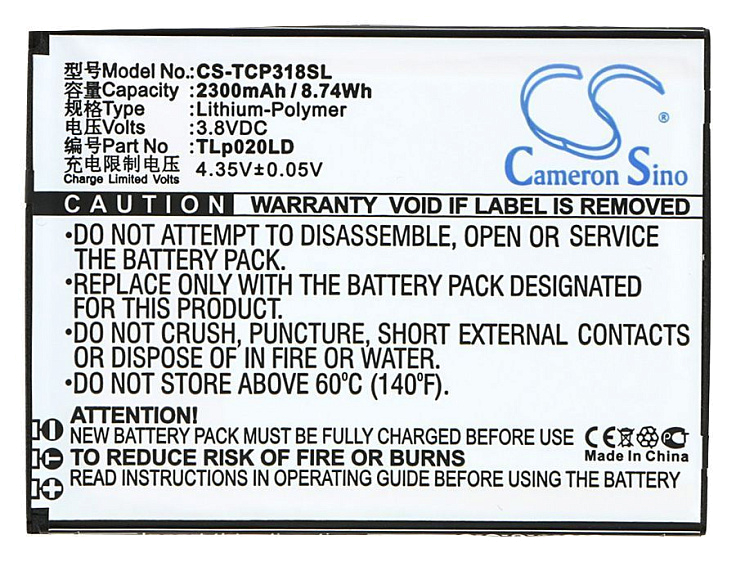 型号Model No.:CS-TCP318SL
容量Capacity :2300mAh / 8.74Wh
规格Type :Lithium-Polymer
电压Volts :3.8VDC
编号Part No :TLp020LD
充电限制电压 4.35V±0.05V
Charge Limited Volts
CS®
Cameron Sino
CAUTION WARRANTY VOID IF LABEL IS REMOVED
•DO NOT ATTEMPT TO DISASSEMBLE, OPEN OR SERVICE
THE BATTERY PACK.
•REPLACE ONLY WITH THE BATTERY PACK DESIGNATED
FOR THIS PRODUCT.
•DO NOT CRUSH, PUNCTURE, SHORT EXTERNAL CONTACTS
OR DISPOSE OF IN FIRE OR WATER.
•DO NOT STORE ABOVE 60°C (140°F).
ATTENTION!
NEW BATTERY PACK MUST BE FULLY CHARGED BEFORE USE
TO REDUCE RISK OF FIRE OR BURNS
READ INSTRUCTIONS IN OPERATING GUIDE BEFORE USING THE BATTERY
CE
Made In China